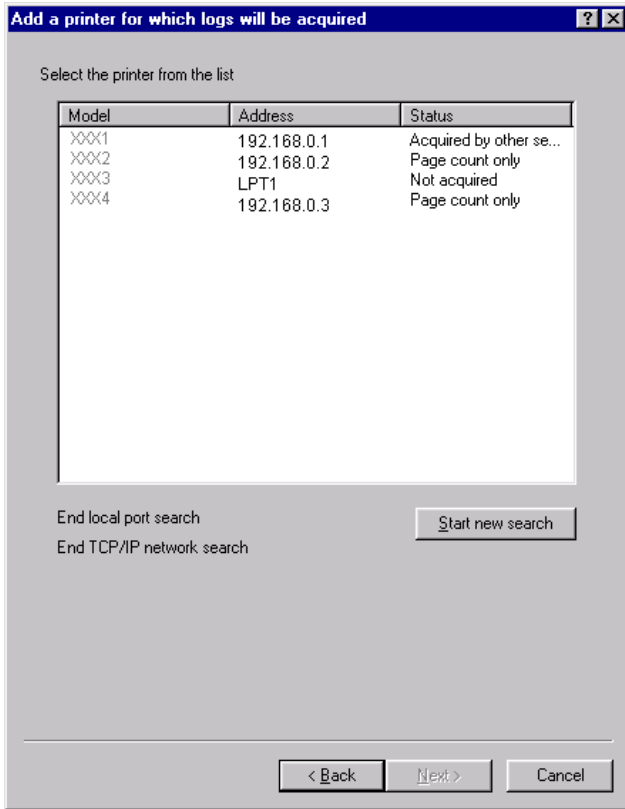 Add a printer for which logs will be acquired
Select the printer from the list
Model Address Status
XXX1 192.168.0.1 Acquired by other se...
XXX2 192.168.0.2 Page count only
XXX3 LPT1 Not acquired
XXX4 192.168.0.3 Page count only
End local port search
Start new search
End TCP/IP network search
< Back Next > Cancel